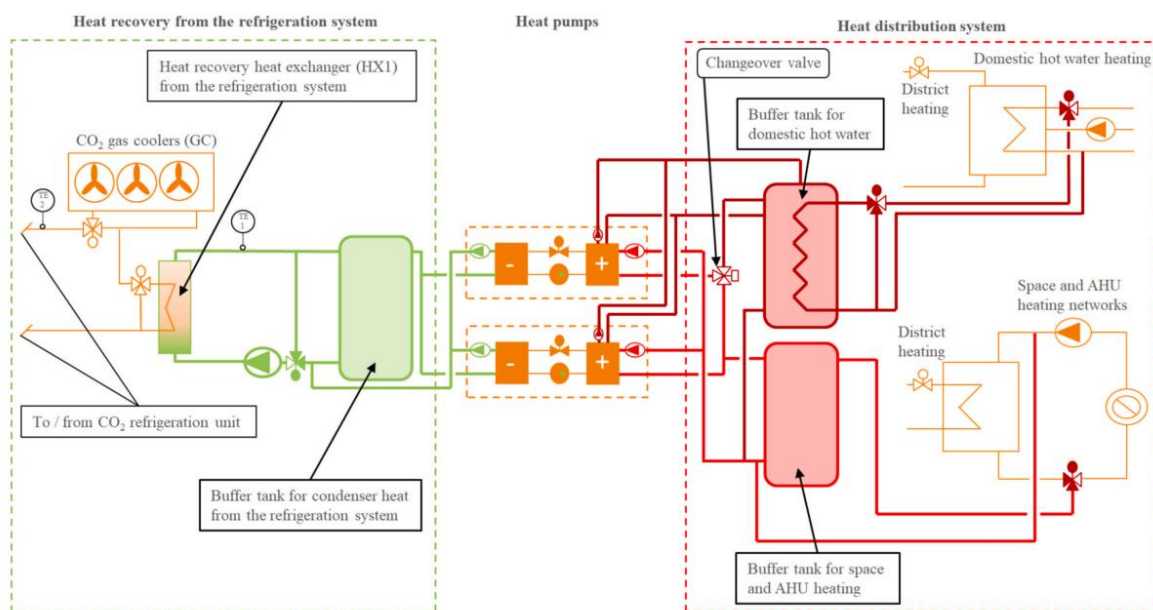 Heat recovery from the refrigeration system
Heat pumps
Heat distribution system
Heat recovery heat exchanger (HX1)
from the refrigeration system
Changeover valve
Domestic hot water heating
District
heating
Buffer tank for
domestic hot water
CO₂ gas coolers (GC)
TE
2
TE
1
-
+
-
+
Space and AHU
heating networks
District
heating
To / from CO₂ refrigeration unit
Buffer tank for condenser heat
from the refrigeration system
Buffer tank for space
and AHU heating